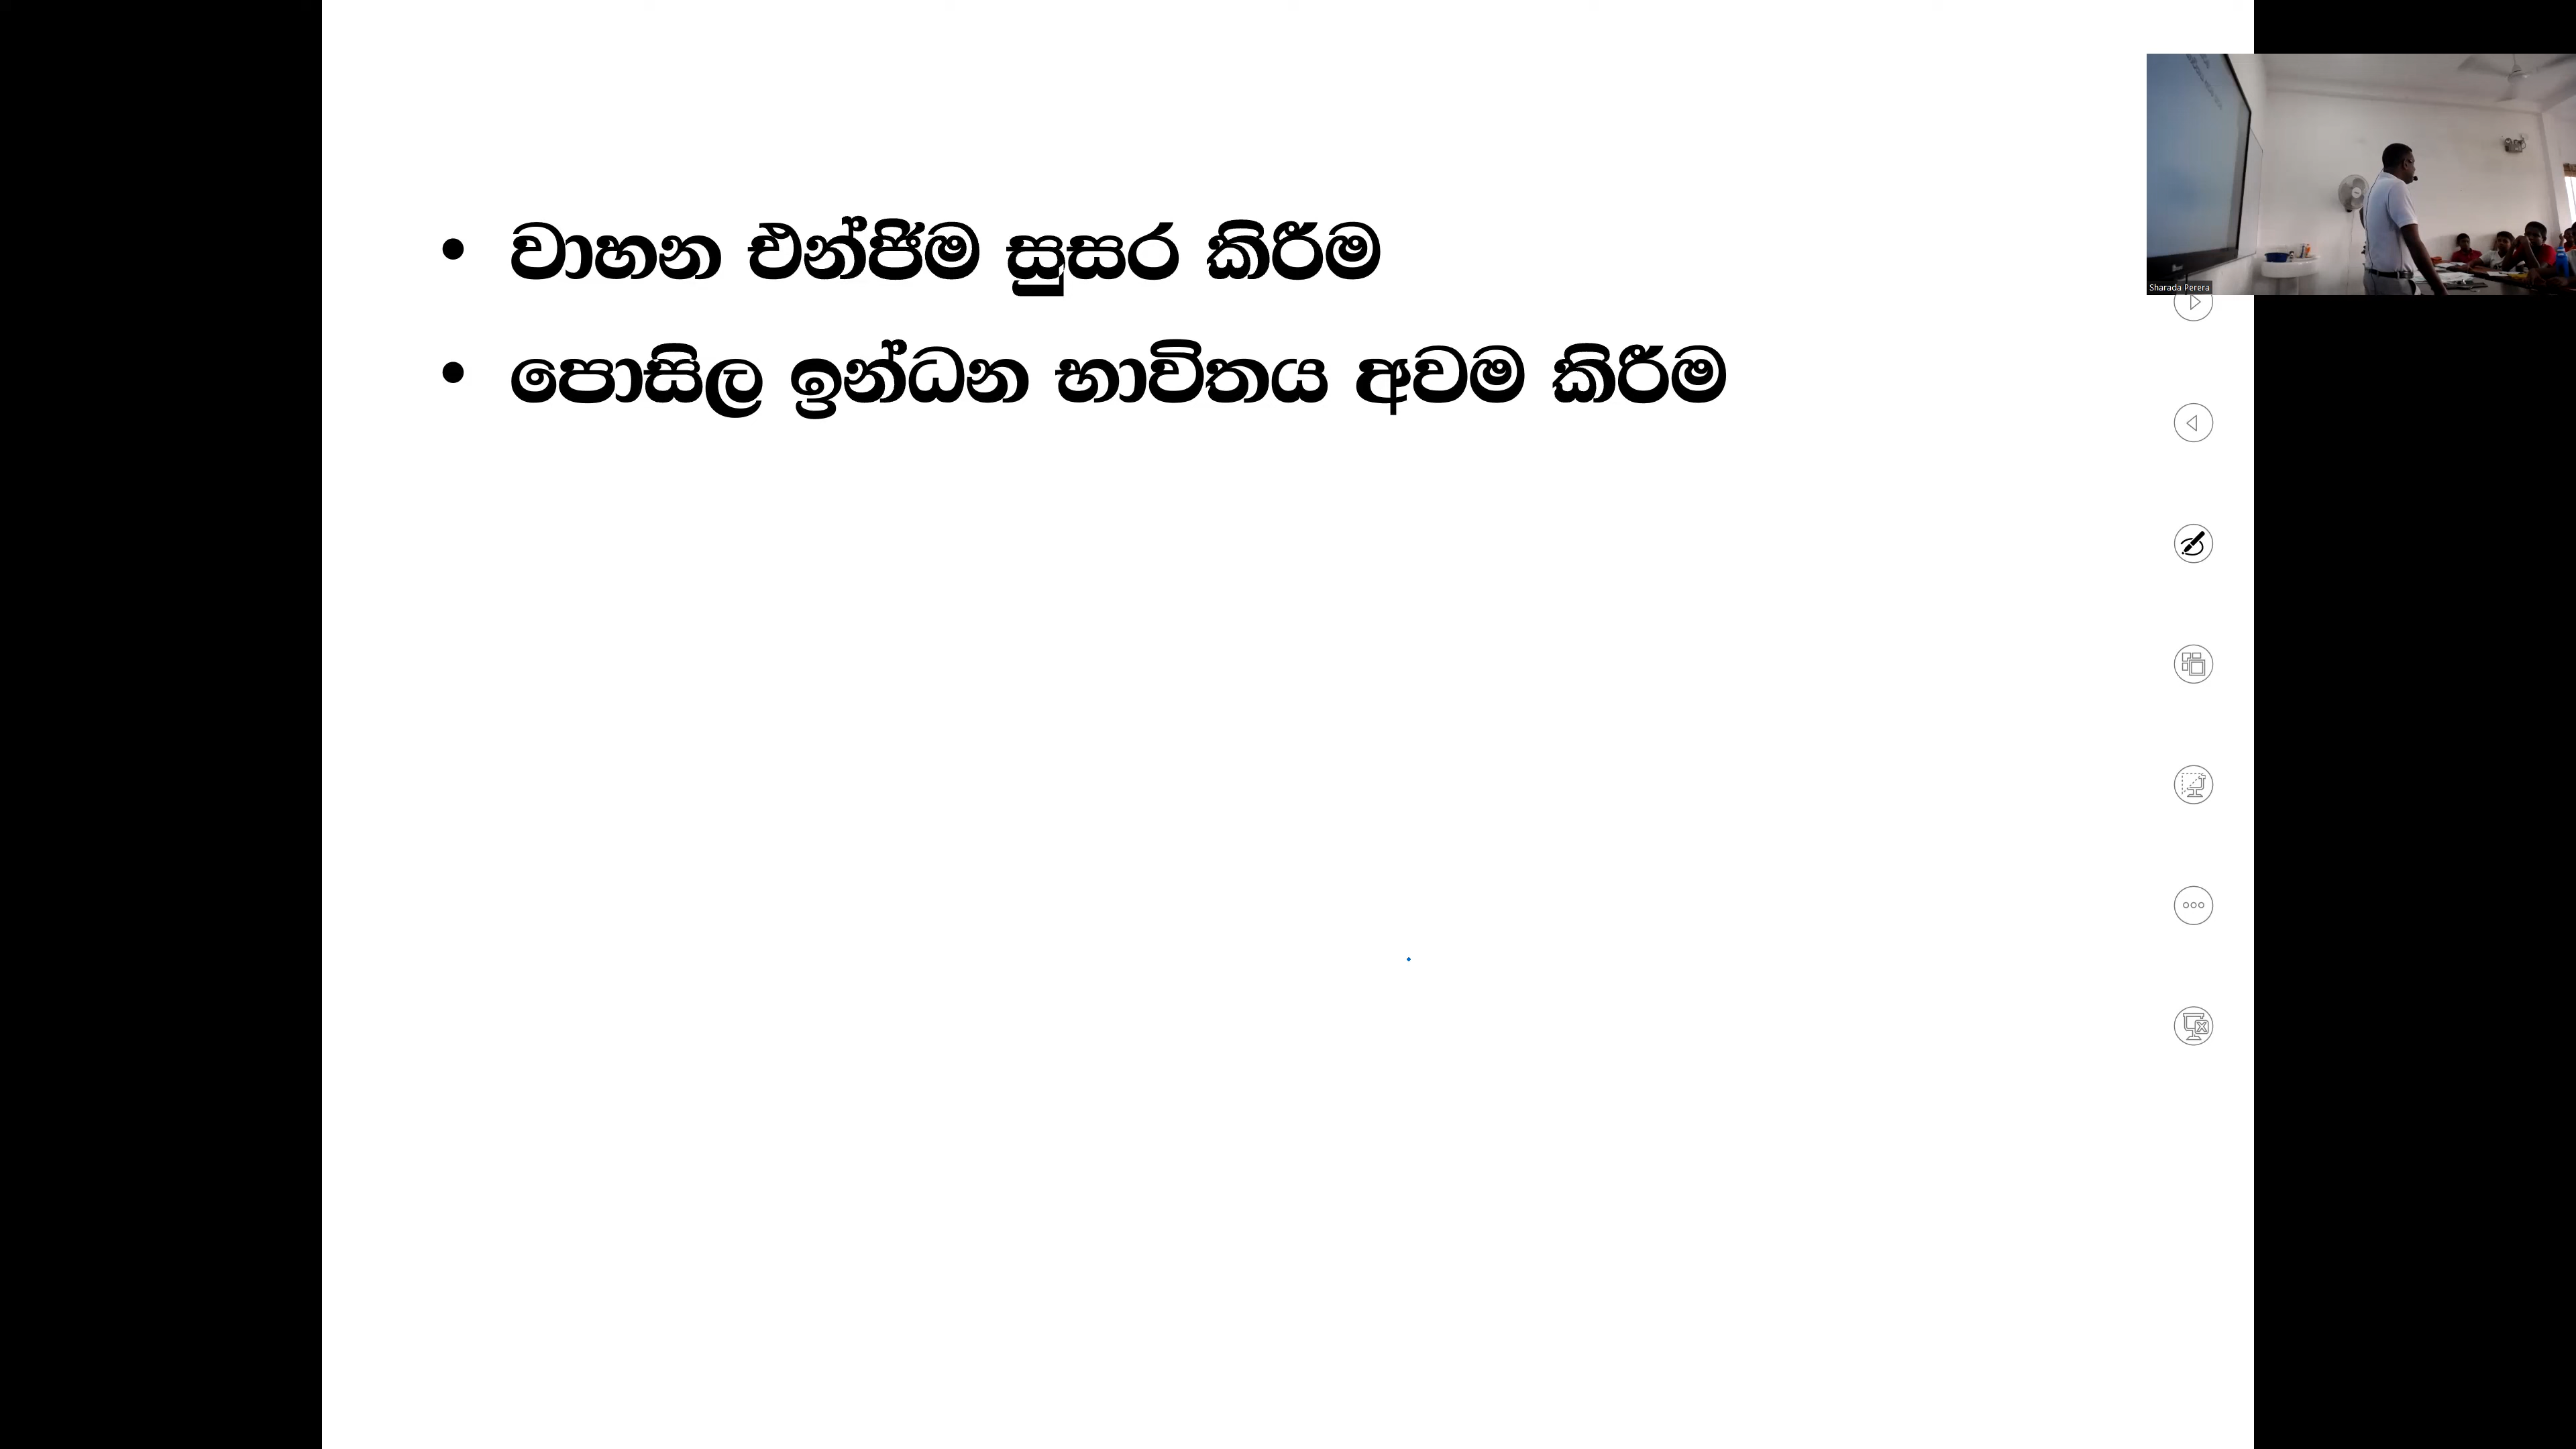 • වාහන එන්ජිම සුසර කිරීම
• පොසිල ඉන්ධන භාවිතය අවම කිරීම
Sharada Perera